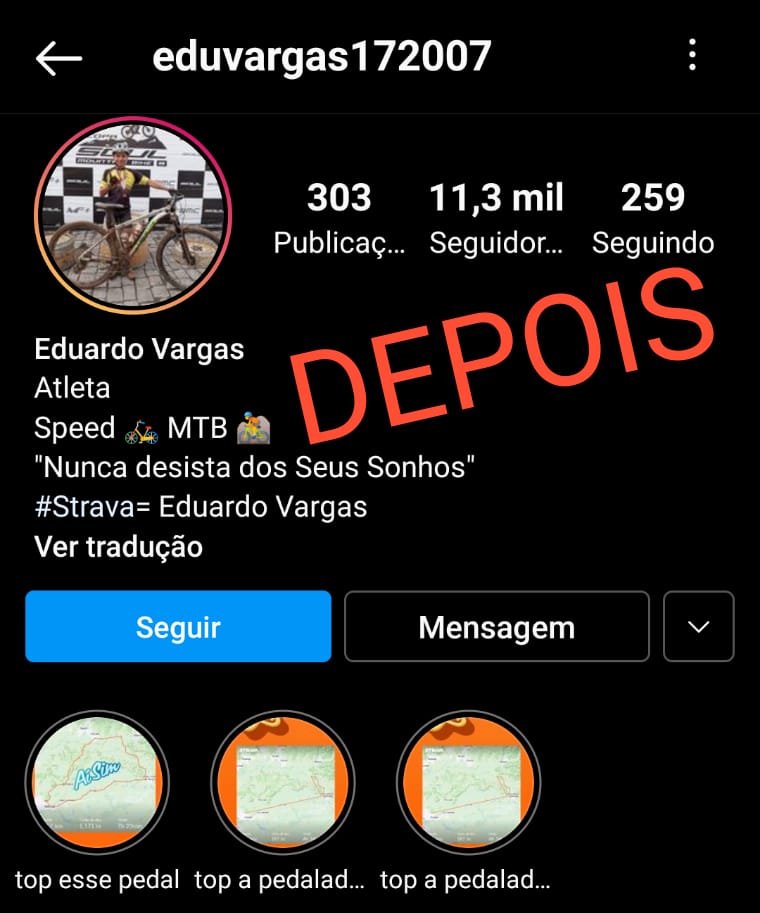 eduvargas172007
303 11,3 mil 259
Publicaç... Seguidor... Seguindo
DEPOIS
Eduardo Vargas
Atleta
Speed 🚲 MTB 🚵
"Nunca desista dos Seus Sonhos"
#Strava= Eduardo Vargas
Ver tradução
Seguir Mensagem
AiSim
top esse pedal top a pedalad... top a pedalad...